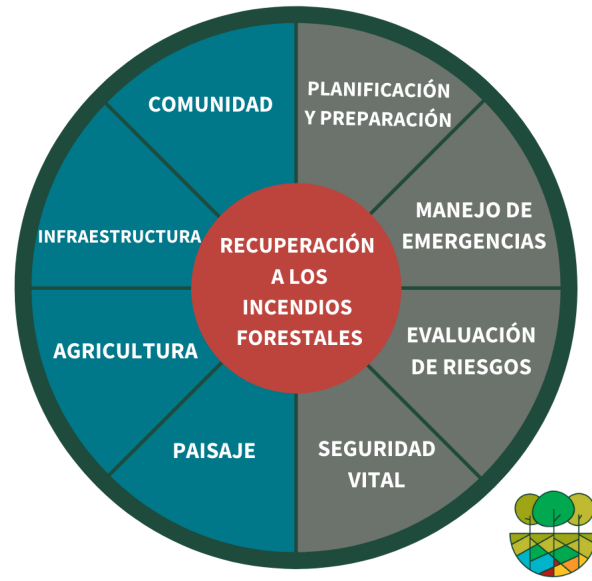 COMUNIDAD
PLANIFICACIÓN
Y PREPARACIÓN
MANEJO DE
EMERGENCIAS
INFRAESTRUCTURA
RECUPERACIÓN
A LOS
INCENDIOS
FORESTALES
EVALUACIÓN
DE RIESGOS
AGRICULTURA
PAISAJE
SEGURIDAD
VITAL